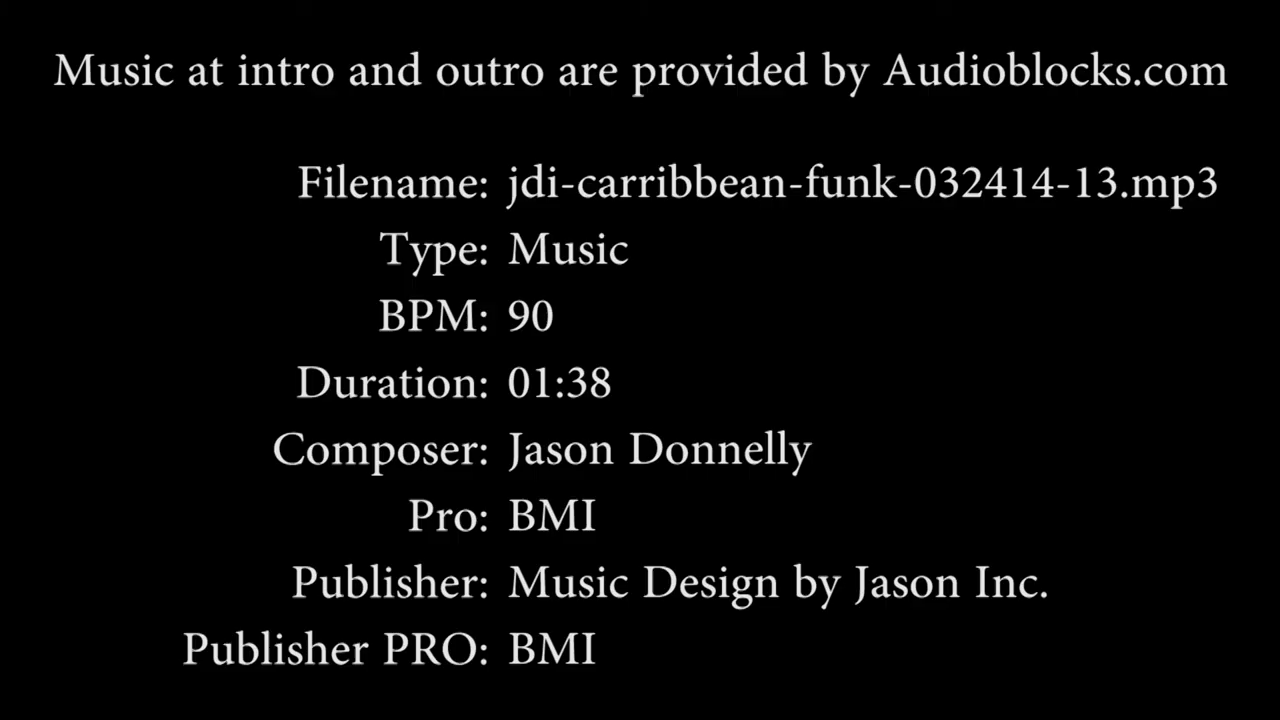 Music at intro and outro are provided by Audioblocks.com
Filename: jdi-carribbean-funk-032414-13.mp3
Type: Music
BPM: 90
Duration: 01:38
Composer: Jason Donnelly
Pro: BMI
Publisher: Music Design by Jason Inc.
Publisher PRO: BMI